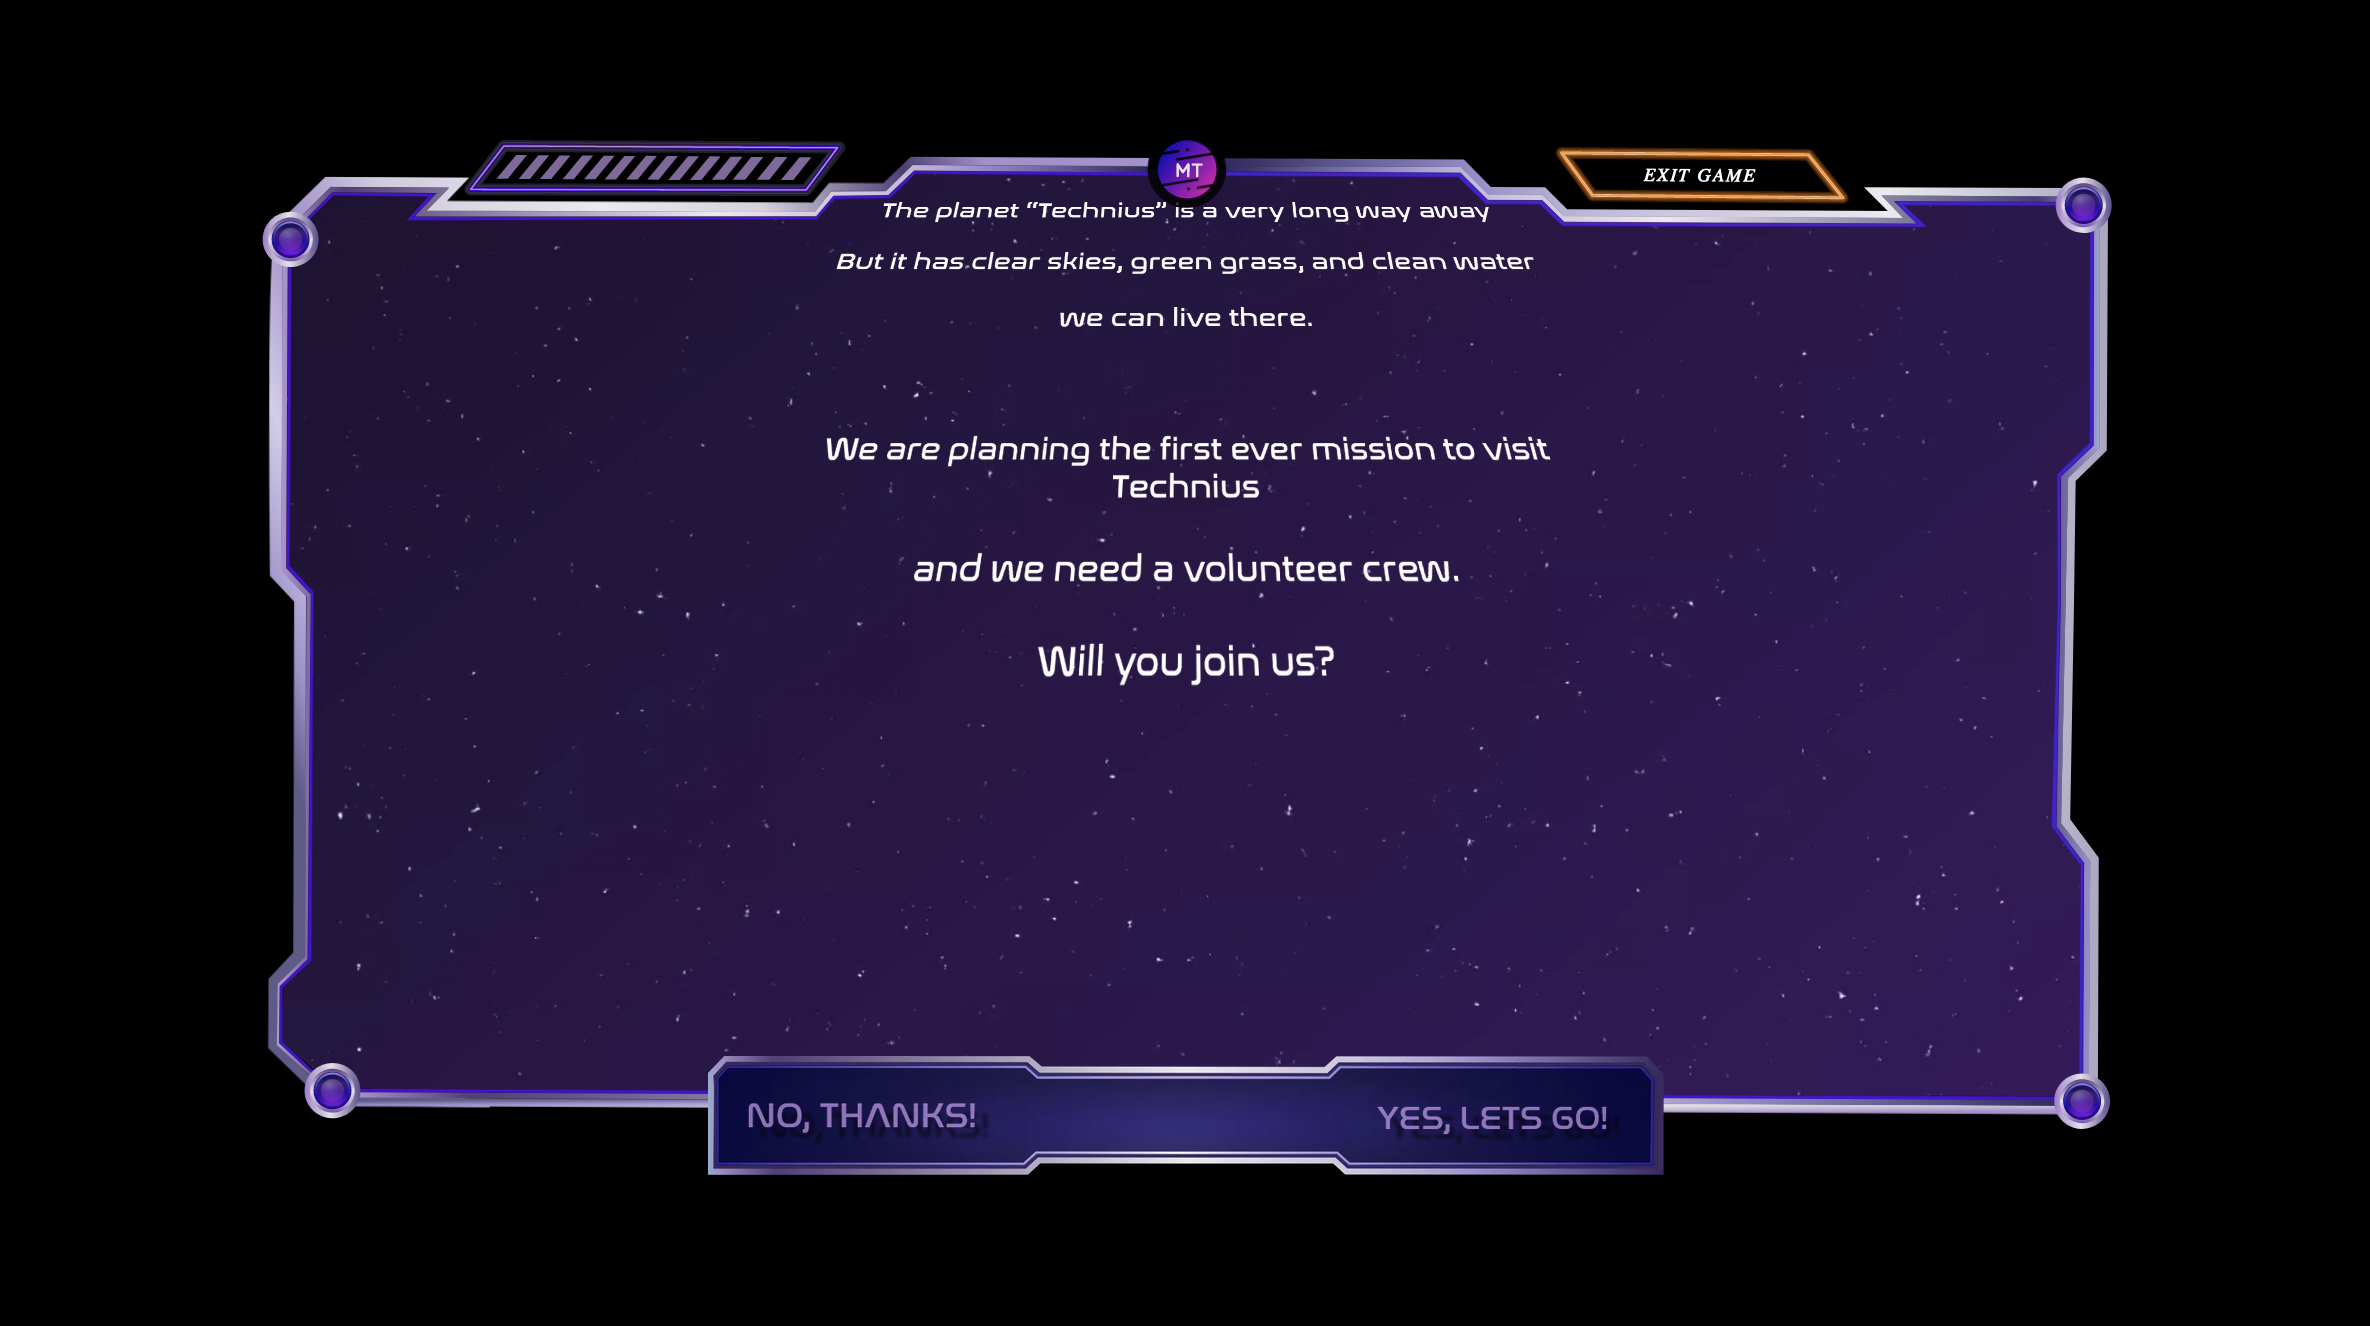 MT
EXIT GAME
The planet “Technius” is a very long way away
But it has clear skies, green grass, and clean water
we can live there.
We are planning the first ever mission to visit
Technius
and we need a volunteer crew.
Will you join us?
NO, THANKS!
YES, LETS GO!